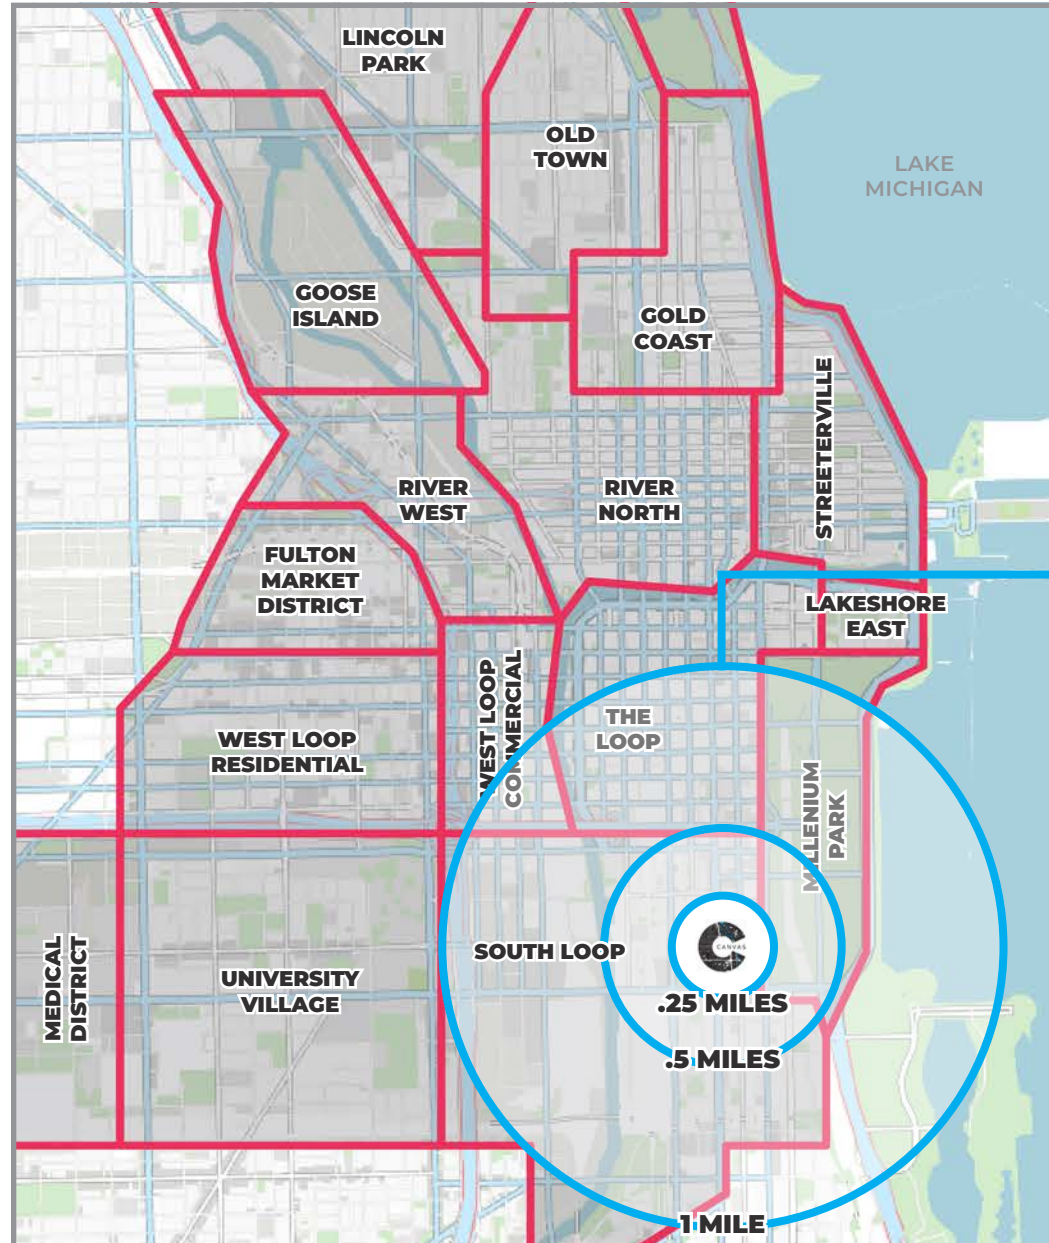 LINCOLN
PARK
OLD
TOWN
LAKE
MICHIGAN
GOOSE
ISLAND
GOLD
COAST
STREETERVILLE
RIVER
WEST
RIVER
NORTH
FULTON
MARKET
DISTRICT
LAKESHORE
EAST
WEST LOOP
RESIDENTIAL
WEST LOOP
COMMERCIAL
THE
LOOP
MILLENIUM
PARK
MEDICAL
DISTRICT
UNIVERSITY
VILLAGE
SOUTH LOOP
CANVAS
.25 MILES
.5 MILES
1 MILE